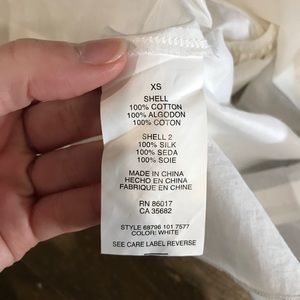 XS
SHELL
100% COTTON
100% ALGODON
100% COTON
SHELL 2
100% SILK
100% SEDA
100% SOIE
MADE IN CHINA
HECHO EN CHINA
FABRIQUE EN CHINA
RN 86017
CA 35682
STYLE 68796 101 7577
COLOR: WHITE
SEE CARE LABEL REVERSE